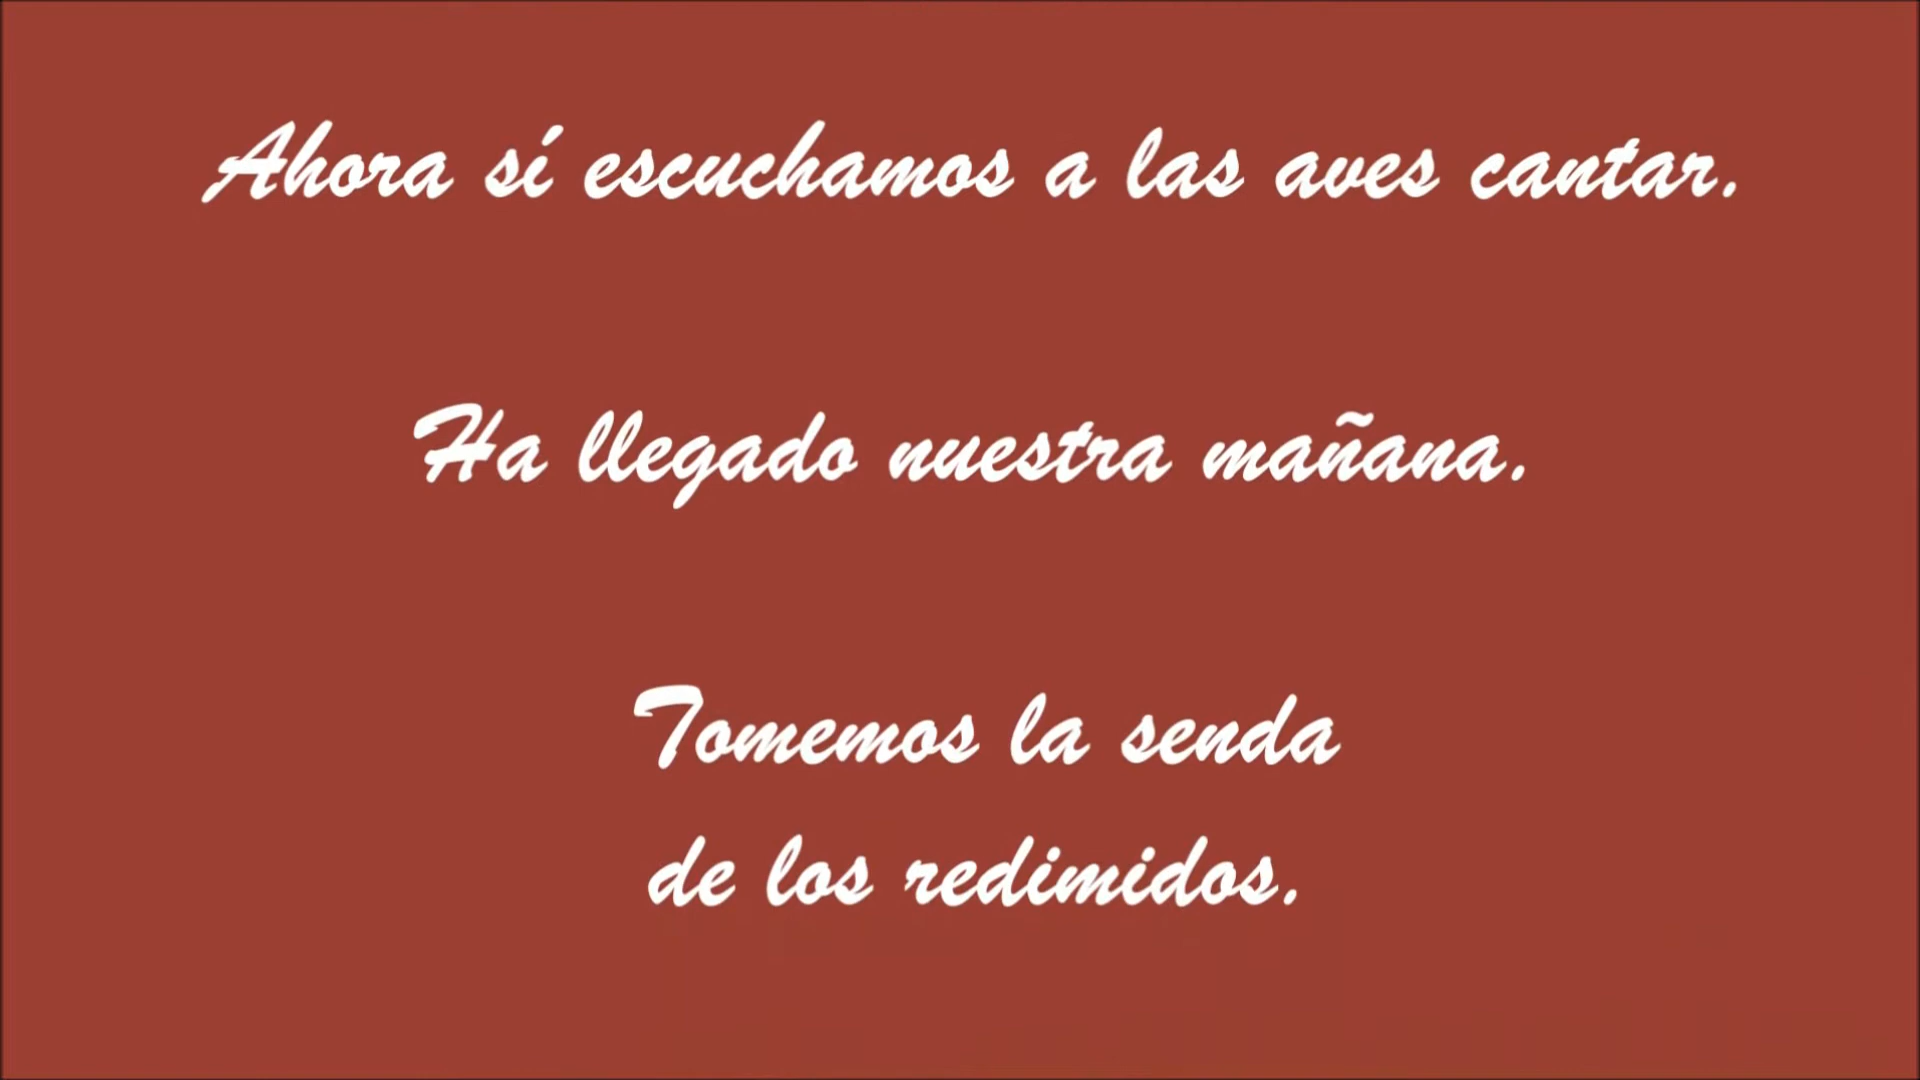 Ahora sí escuchamos a las aves cantar.
Ha llegado nuestra mañana.
Tomemos la senda
de los redimidos.